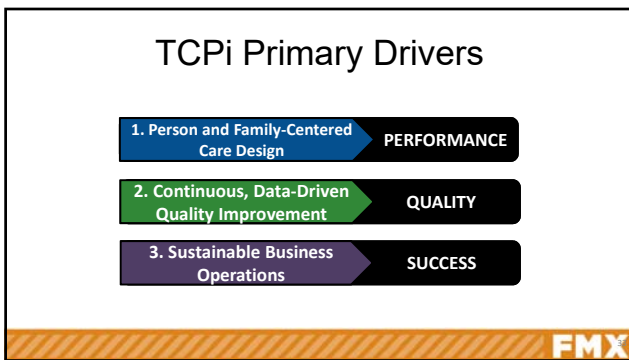 TCPi Primary Drivers
1. Person and Family-Centered
Care Design
PERFORMANCE
2. Continuous, Data-Driven
Quality Improvement
QUALITY
3. Sustainable Business
Operations
SUCCESS
FMX